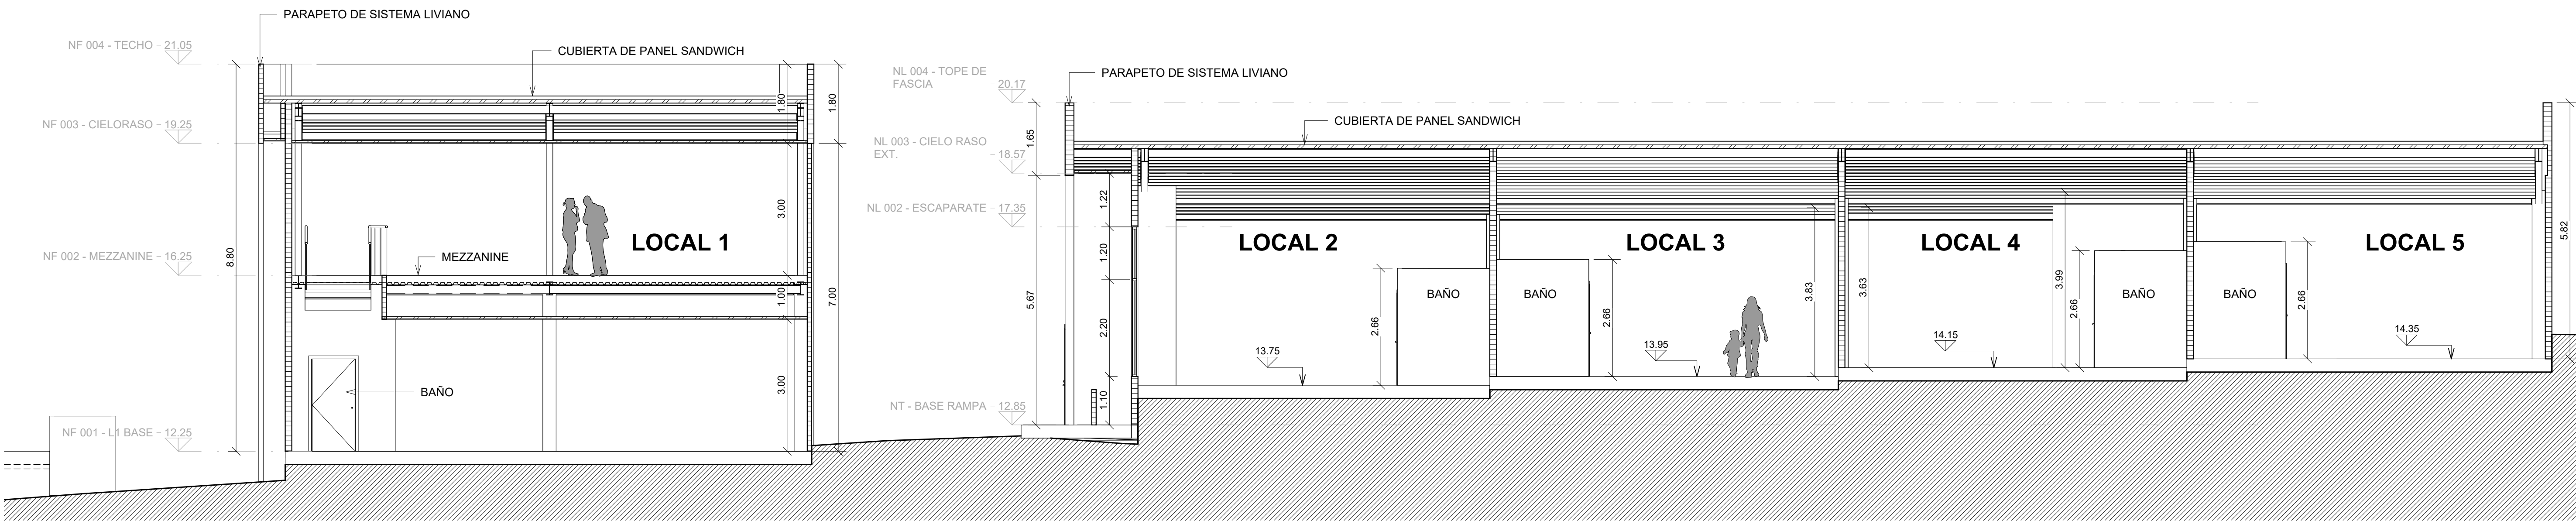 PARAPETO DE SISTEMA LIVIANO
NF 004 - TECHO - 21.05
CUBIERTA DE PANEL SANDWICH
1.80
1.80
NF 003 - CIELORASO - 19.25
3.00
LOCAL 1
MEZZANINE
NF 002 - MEZZANINE - 16.25
8.80
1.00
7.00
3.00
BAÑO
NF 001 - L1 BASE - 12.25
NL 004 - TOPE DE
FASCIA - 20.17
PARAPETO DE SISTEMA LIVIANO
CUBIERTA DE PANEL SANDWICH
1.65
NL 003 - CIELO RASO
EXT. - 18.57
1.22
NL 002 - ESCAPARATE - 17.35
1.20
5.67
2.20
1.10
NT - BASE RAMPA - 12.85
LOCAL 2
BAÑO
2.66
13.75
LOCAL 3
BAÑO
2.66
13.95
3.83
LOCAL 4
3.63
3.99
14.15
2.66
BAÑO
LOCAL 5
BAÑO
2.66
14.35
5.82